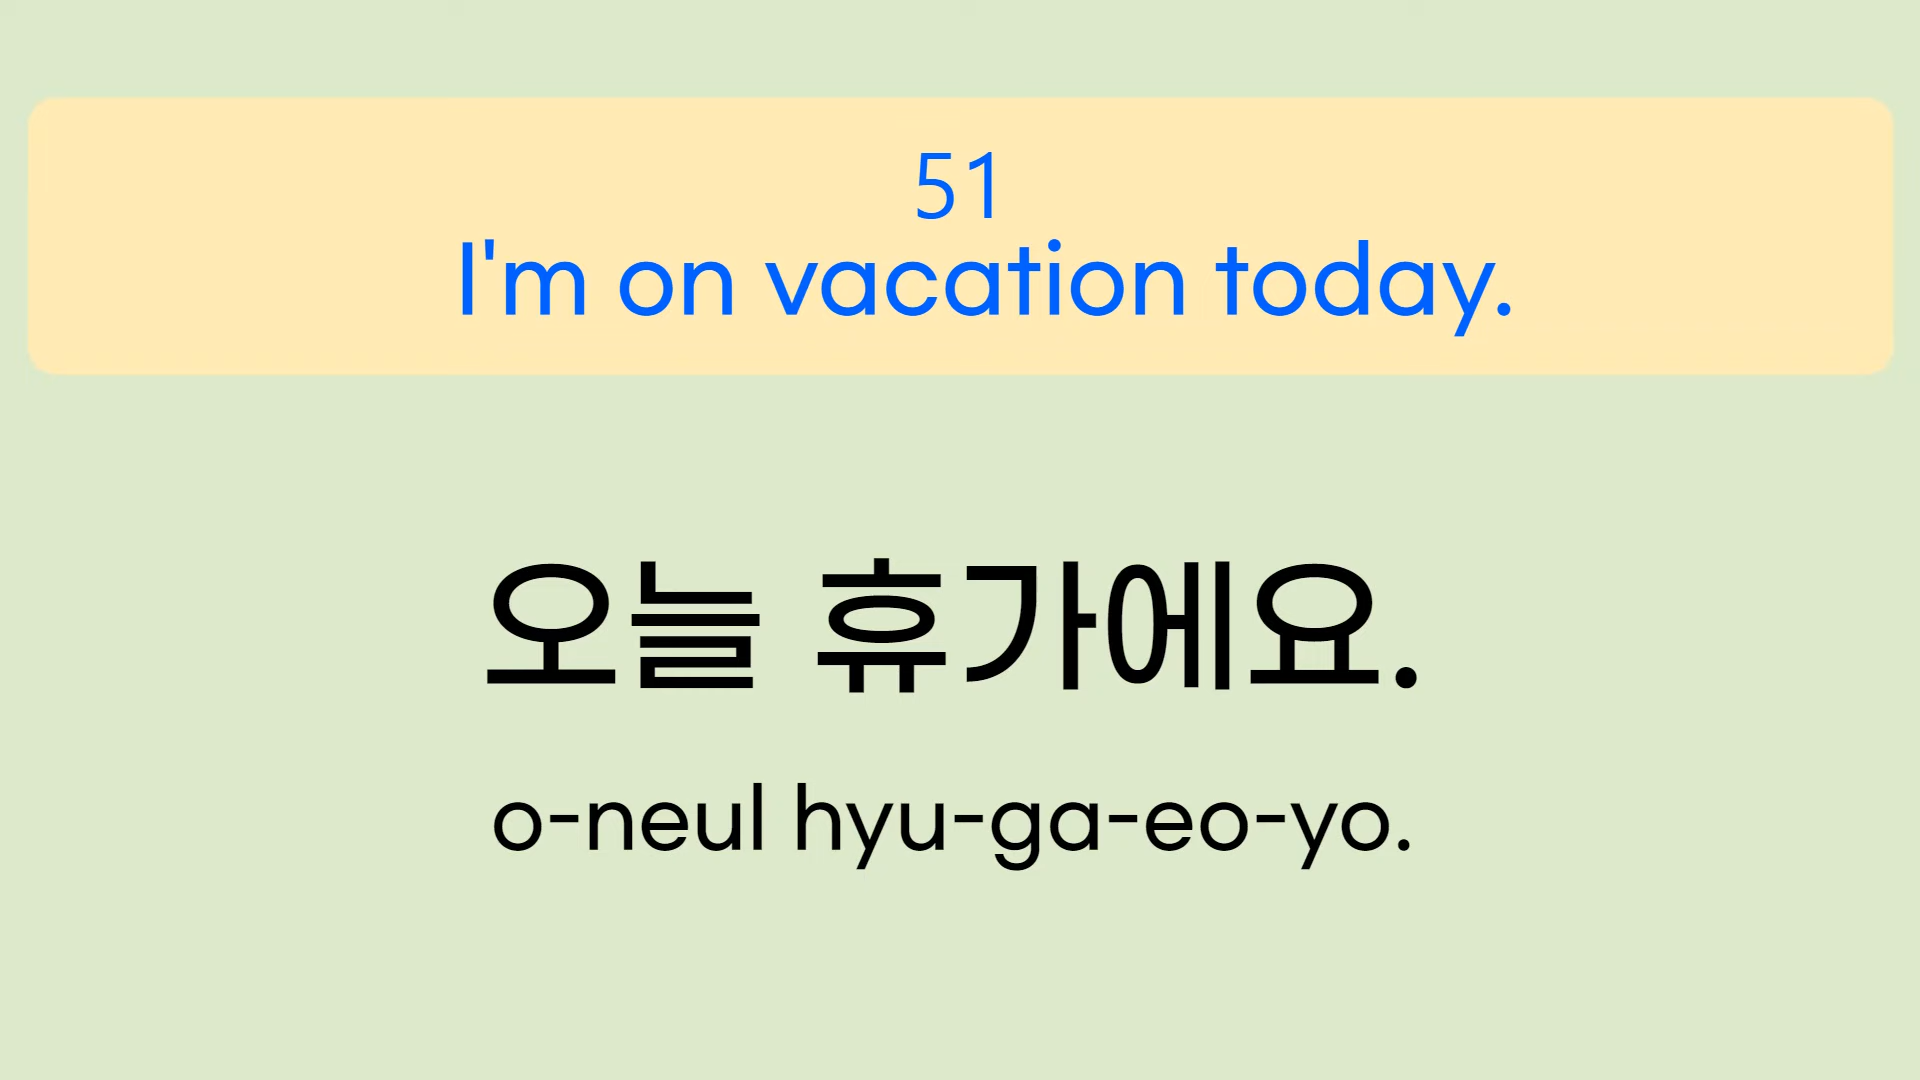 51
I'm on vacation today.
오늘 휴가에요.
o-neul hyu-ga-eo-yo.